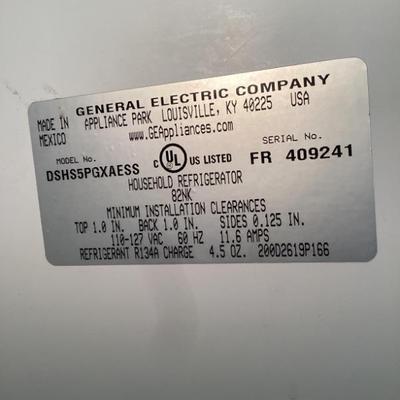 GENERAL ELECTRIC COMPANY
MADE IN MEXICO APPLIANCE PARK LOUISVILLE, KY 40225 USA
www.GEAppliances.com
MODEL No. SERIAL No.
DSHS5PGXAESS C UL US LISTED FR 409241
HOUSEHOLD REFRIGERATOR
82NK
MINIMUM INSTALLATION CLEARANCES
TOP 1.0 IN. BACK 1.0 IN. SIDES 0.125 IN.
110-127 VAC 60 HZ 11.6 AMPS
REFRIGERANT R134A CHARGE 4.5 OZ. 200D2619P166